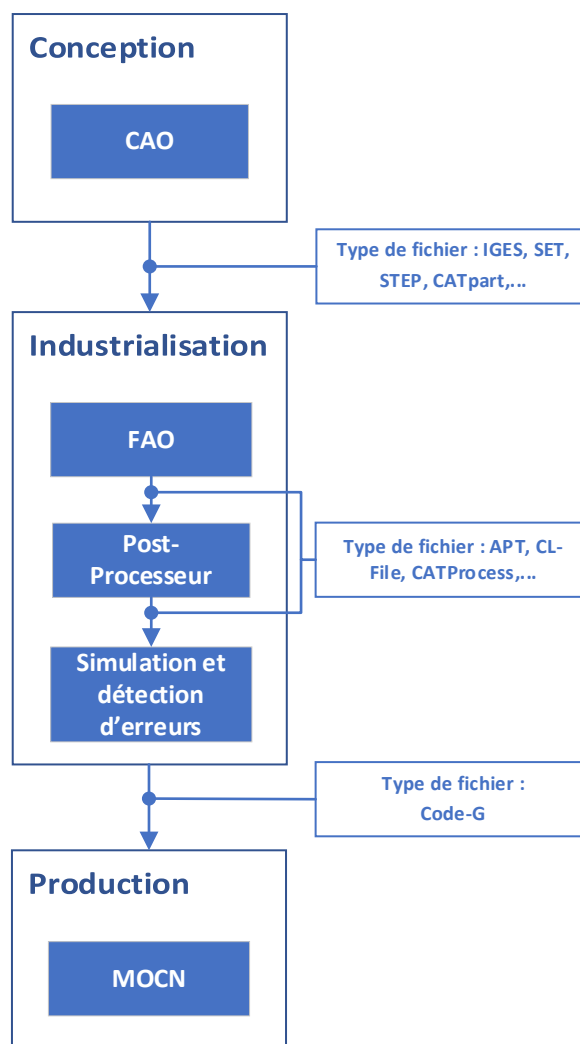 Conception
CAO
Type de fichier : IGES, SET,
STEP, CATpart,...
Industrialisation
FAO
Post-
Processeur
Type de fichier : APT, CL-
File, CATProcess,...
Simulation et
détection
d'erreurs
Type de fichier :
Code-G
Production
MOCN